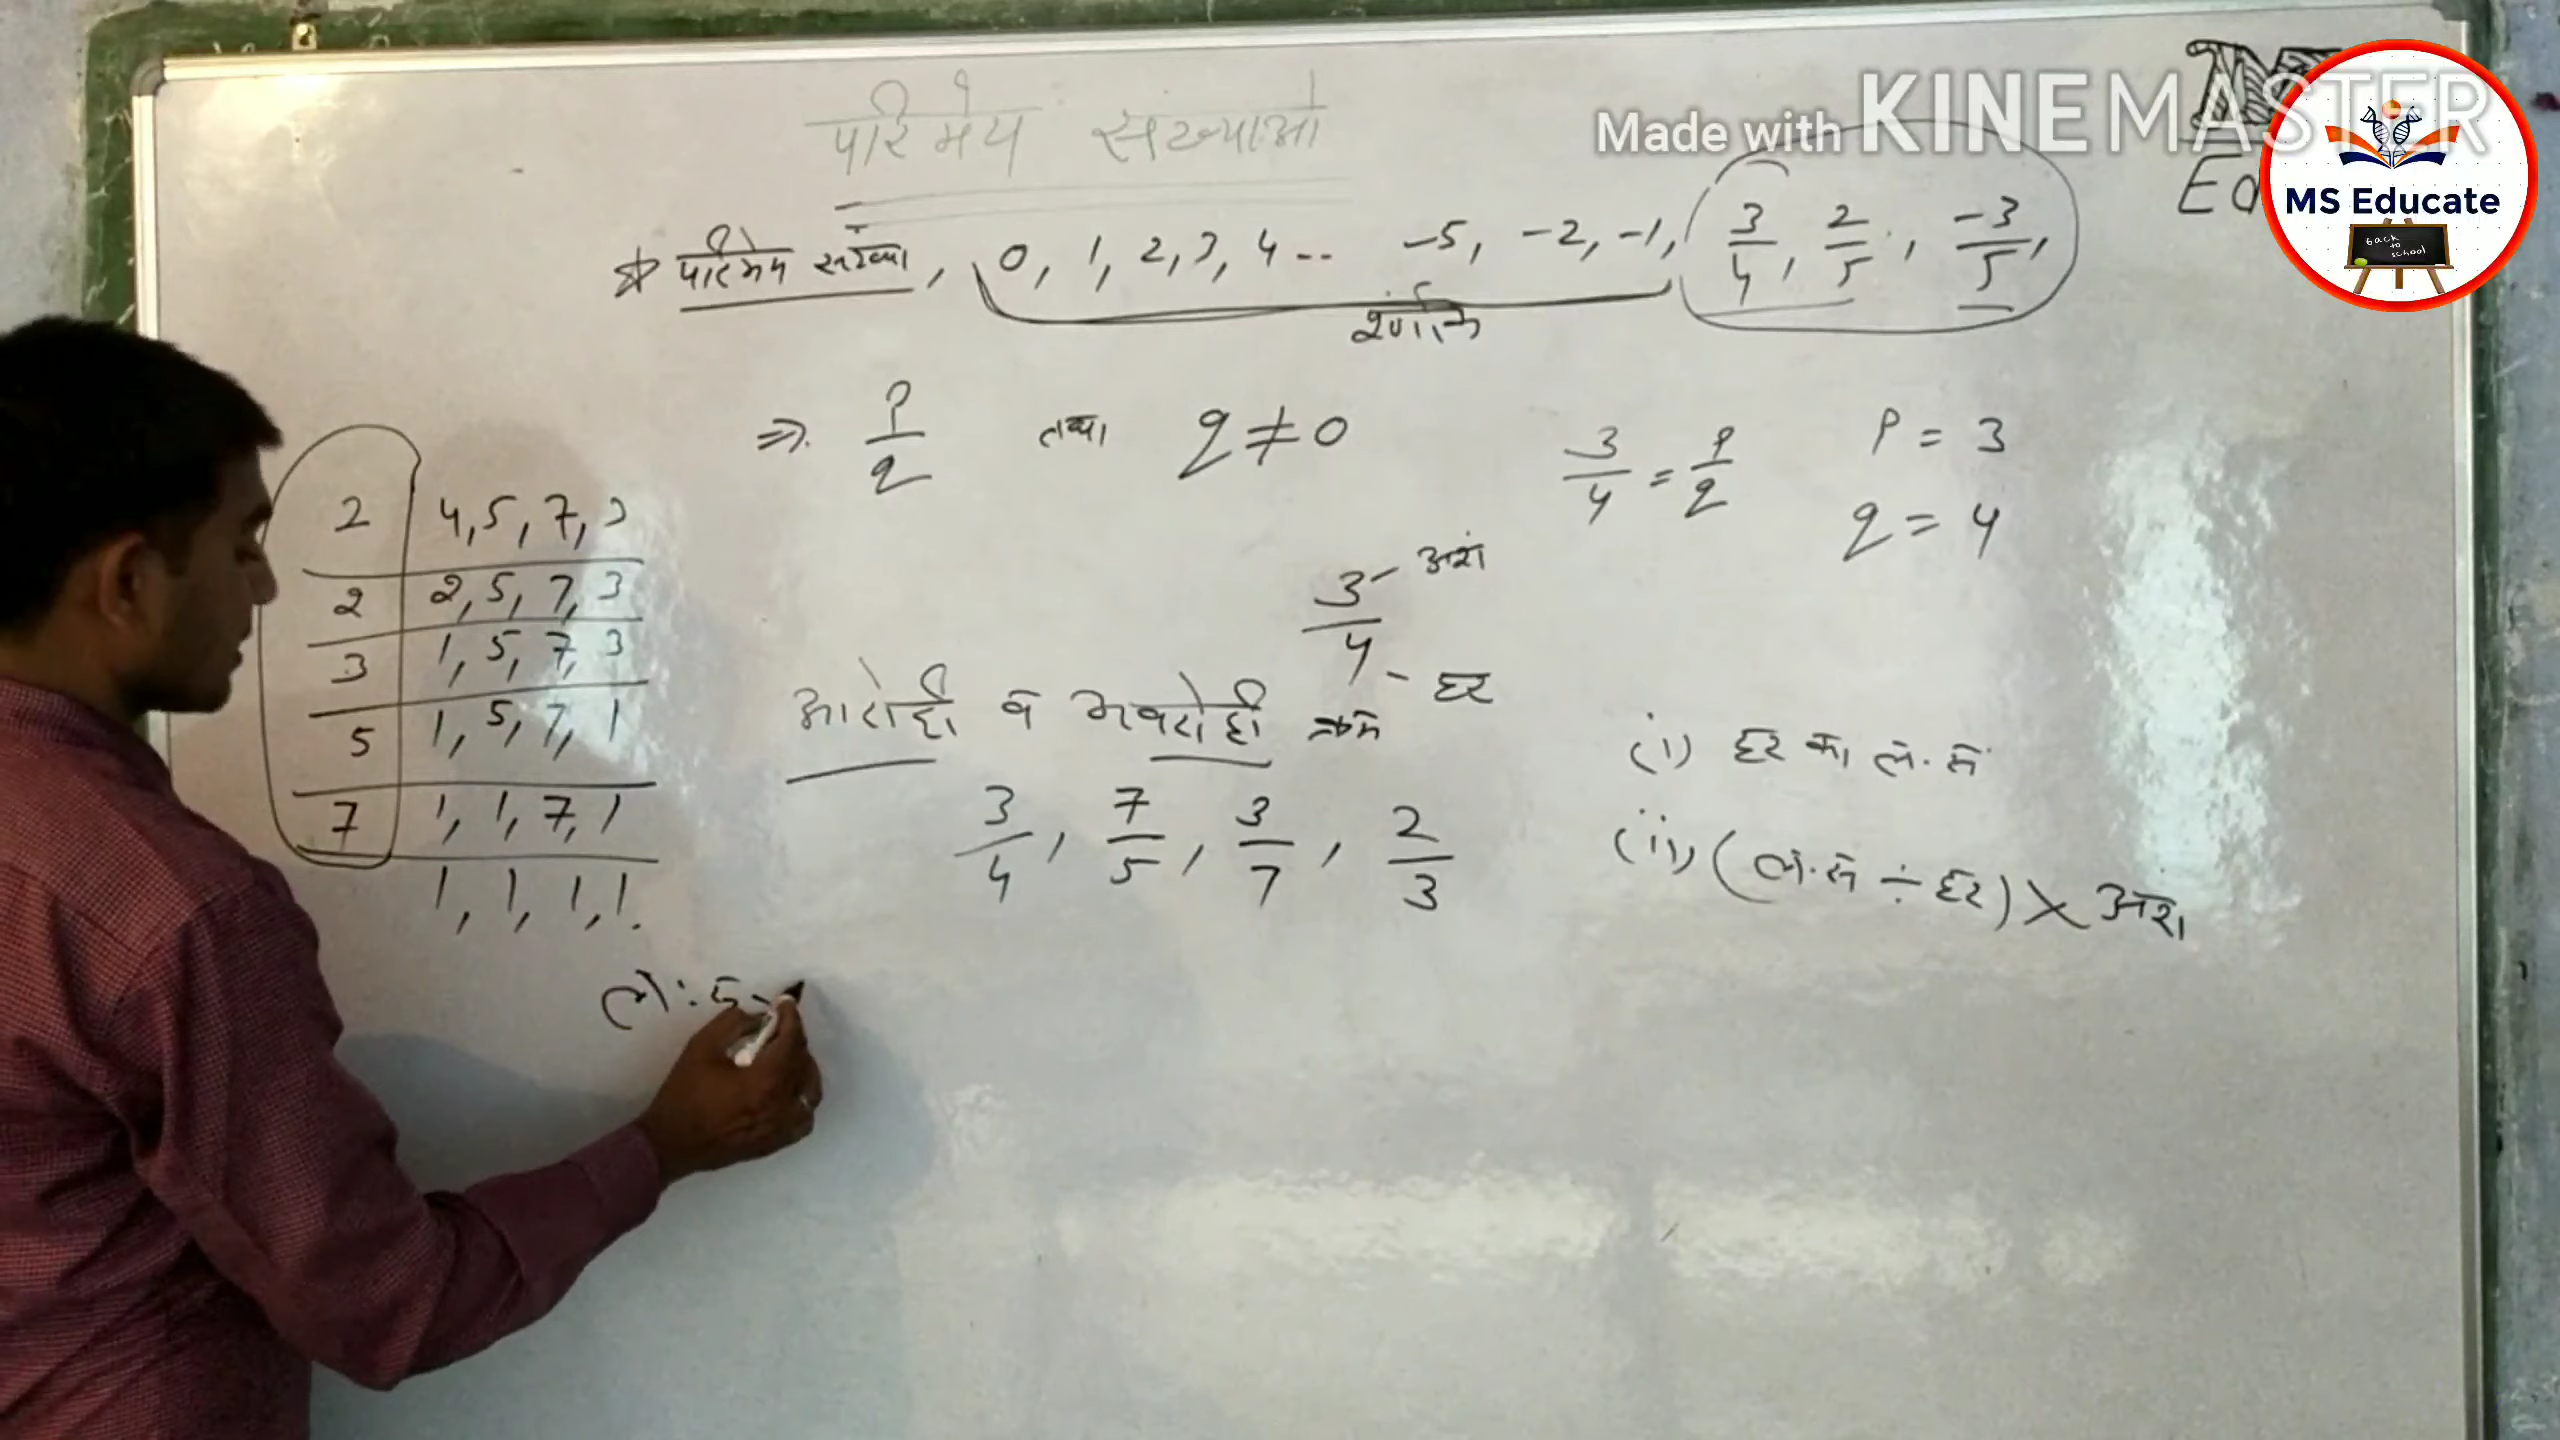 परिमेय संख्याओ
Made with KINEMASTER
MS Educate
back to school
* परिमेय संख्या, 0, 1, 2, 3, 4 -- -5, -2, -1, 3/4, 2/5, -3/5,
पूर्णांक
⇒ p/q तथा q ≠ 0
3/4 = p/q
p = 3
q = 4
3/4 - अंश
- हर
2 | 4, 5, 7, 3
2 | 2, 5, 7, 3
3 | 1, 5, 7, 3
5 | 1, 5, 7, 1
7 | 1, 1, 7, 1
1, 1, 1, 1.
आरोही व अवरोही क्रम
3/4, 7/5, 3/7, 2/3
(i) हर का ल.स
(ii) (ल.स ÷ हर) × अंश